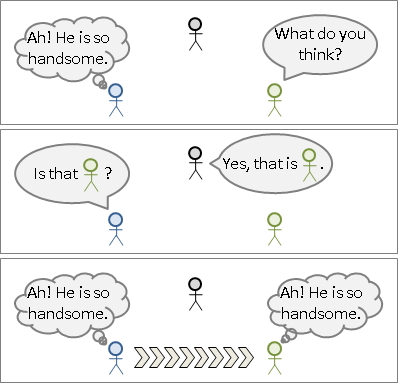 Ah! He is so
handsome.
What do you
think?
Is that ?
Yes, that is .
Ah! He is so
handsome.
Ah! He is so
handsome.